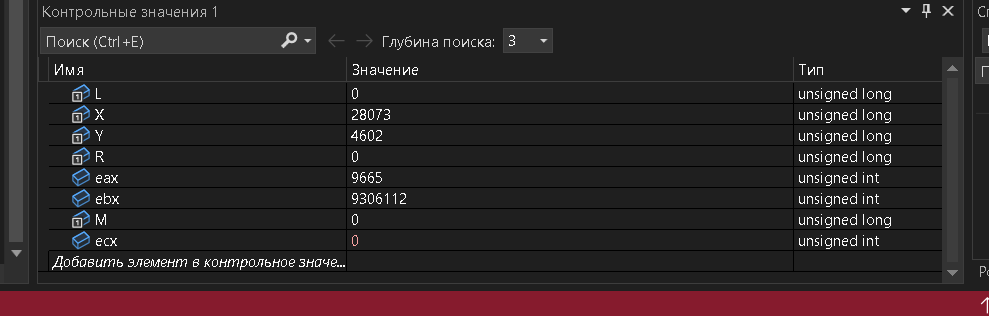 Контрольные значения 1
Поиск (Ctrl+E) Глубина поиска: 3
Имя Значение Тип
L 0 unsigned long
X 28073 unsigned long
Y 4602 unsigned long
R 0 unsigned long
eax 9665 unsigned int
ebx 9306112 unsigned int
M 0 unsigned long
ecx 0 unsigned int
Добавить элемент в контрольное значе...